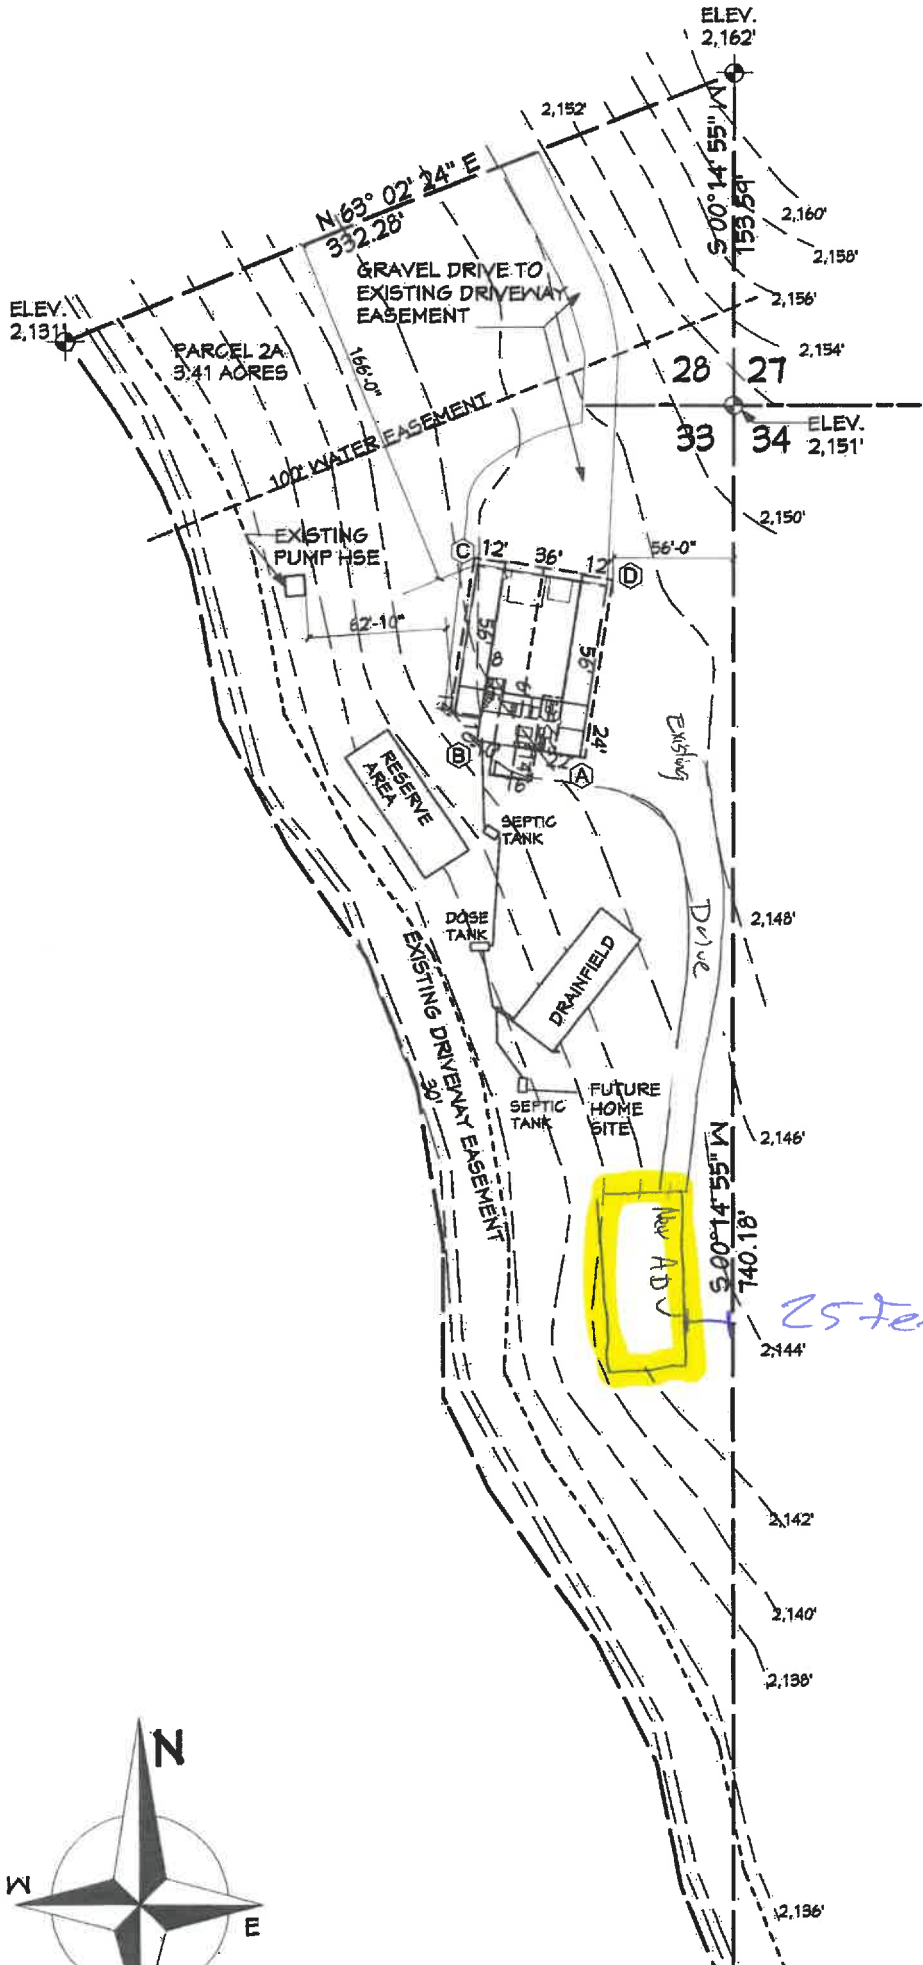 ELEV.
2,162'
2,152'
S 00° 14' 55" W
153.59'
N 63° 02' 24" E
332.28'
2,160'
2,158'
2,156'
2,154'
GRAVEL DRIVE TO
EXISTING DRIVEWAY
EASEMENT
ELEV.
2,131'
PARCEL 2A
3.41 ACRES
166'-0"
28 27
33 34
ELEV.
2,151'
100' WATER EASEMENT
2,150'
EXISTING
PUMP HSE
C
12'
36'
12'
D
56'-0"
62'-10"
56'
56'
24'
B
A
Existing
Drive
RESERVE
AREA
SEPTIC
TANK
DOSE
TANK
DRAINFIELD
2,148'
EXISTING DRIVEWAY EASEMENT
30'
SEPTIC
TANK
FUTURE
HOME
SITE
2,146'
S 00° 14' 55" W
740.18'
New ADU
25 Fe
2,144'
2,142'
2,140'
2,138'
2,136'
N
W
E